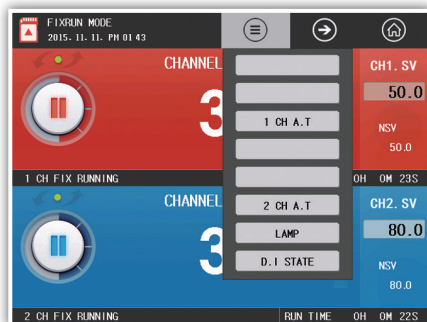 FIXRUN MODE
2015. 11. 11. PM 01 43
CHANNEL
3
CH1. SV
50.0
NSV
50.0
1 CH A.T
1 CH FIX RUNNING
0H 0M 23S
CHANNEL
3
CH2. SV
80.0
NSV
80.0
2 CH A.T
LAMP
D.I STATE
2 CH FIX RUNNING
RUN TIME 0H 0M 22S